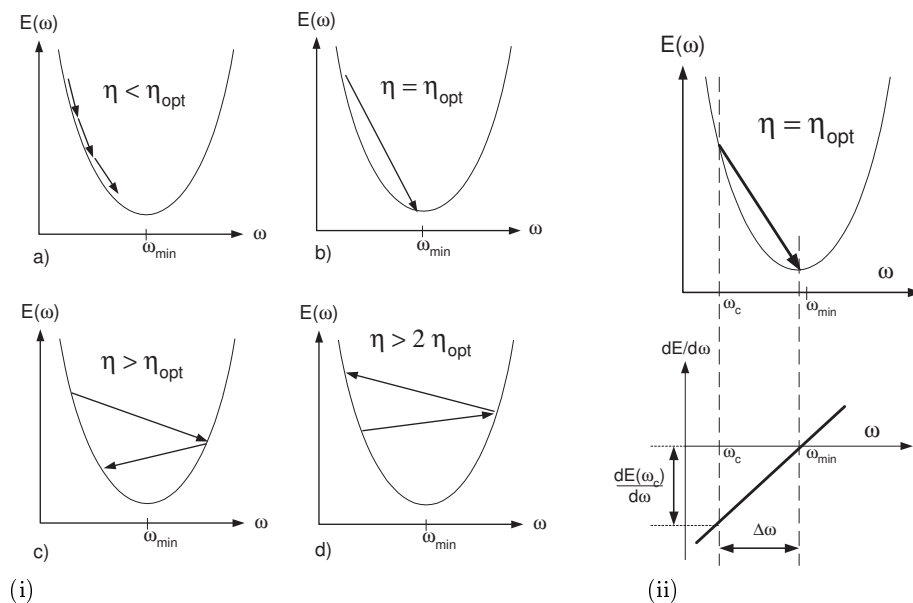 E(ω)
η < η_opt
ω_min
ω
a)
E(ω)
η = η_opt
ω_min
ω
b)
E(ω)
η > η_opt
ω_min
ω
c)
E(ω)
η > 2 η_opt
ω_min
ω
d)
(i)
E(ω)
η = η_opt
ω
ω_c
ω_min
dE/dω
ω
ω_c
ω_min
dE(ω_c)
dω
Δω
(ii)